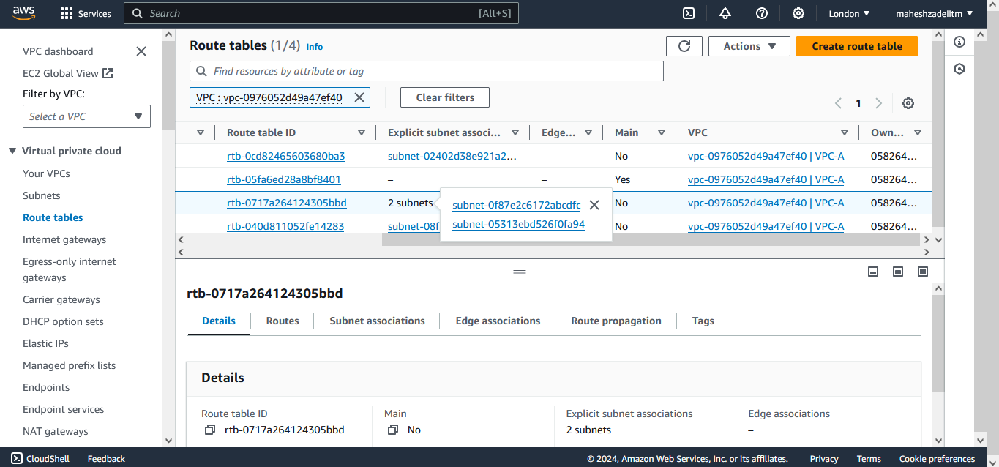 aws Services Search [Alt+S] London maheshzadeiitm
VPC dashboard
EC2 Global View
Filter by VPC:
Select a VPC
Virtual private cloud
Your VPCs
Subnets
Route tables
Internet gateways
Egress-only internet
gateways
Carrier gateways
DHCP option sets
Elastic IPs
Managed prefix lists
Endpoints
Endpoint services
NAT gateways
Route tables (1/4) Info Actions Create route table
Find resources by attribute or tag
VPC : vpc-0976052d49a47ef40 Clear filters
1
Route table ID Explicit subnet associ... Edge... Main VPC Own...
rtb-0cd82465603680ba3 subnet-02402d38e921a2... – No vpc-0976052d49a47ef40 | VPC-A 058264...
rtb-05fa6ed28a8bf8401 – – Yes vpc-0976052d49a47ef40 | VPC-A 058264...
rtb-0717a264124305bbd 2 subnets No vpc-0976052d49a47ef40 | VPC-A 058264...
subnet-0f87e2c6172abcdfc
subnet-05313ebd526f0fa94
rtb-040d811052fe14283 subnet-08f No vpc-0976052d49a47ef40 | VPC-A 058264...
rtb-0717a264124305bbd
Details Routes Subnet associations Edge associations Route propagation Tags
Details
Route table ID Main Explicit subnet associations Edge associations
rtb-0717a264124305bbd No 2 subnets –
CloudShell Feedback © 2024, Amazon Web Services, Inc. or its affiliates. Privacy Terms Cookie preferences